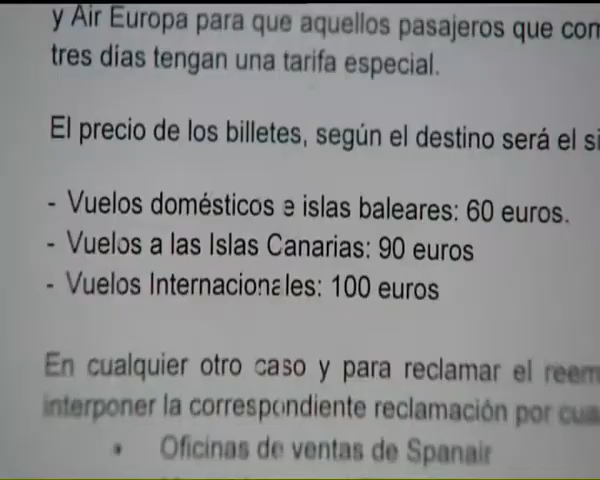 y Air Europa para que aquellos pasajeros que
tres días tengan una tarifa especial.
El precio de los billetes, según el destino será el
- Vuelos domésticos e islas baleares: 60 euros.
- Vuelos a las Islas Canarias: 90 euros
- Vuelos Internacionales: 100 euros
En cualquier otro caso y para reclamar el
interponer la correspondiente reclamación por
• Oficinas de ventas de Spanair